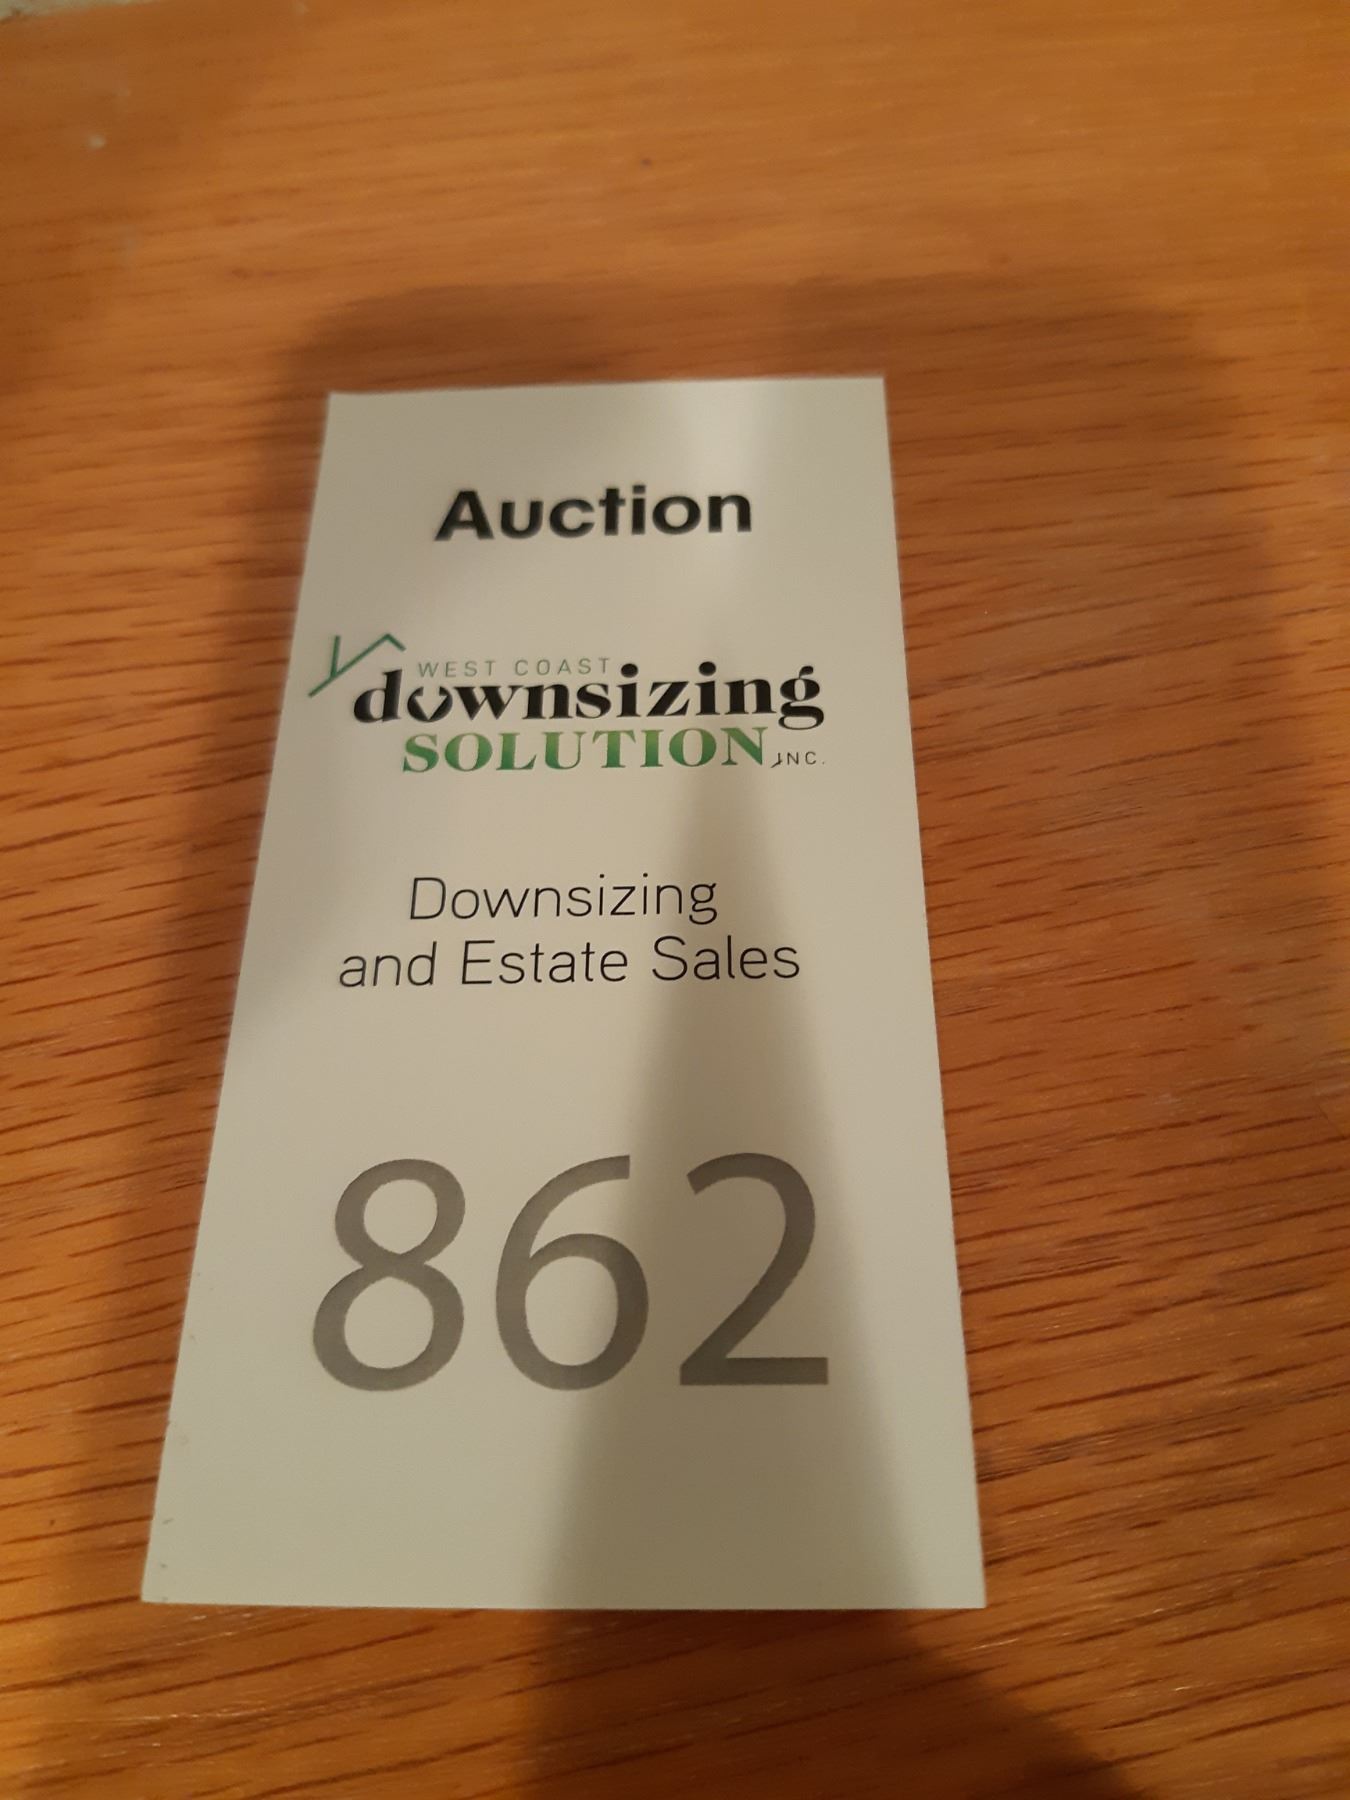 Auction
WEST COAST
downsizing
SOLUTION INC.
Downsizing
and Estate Sales
862